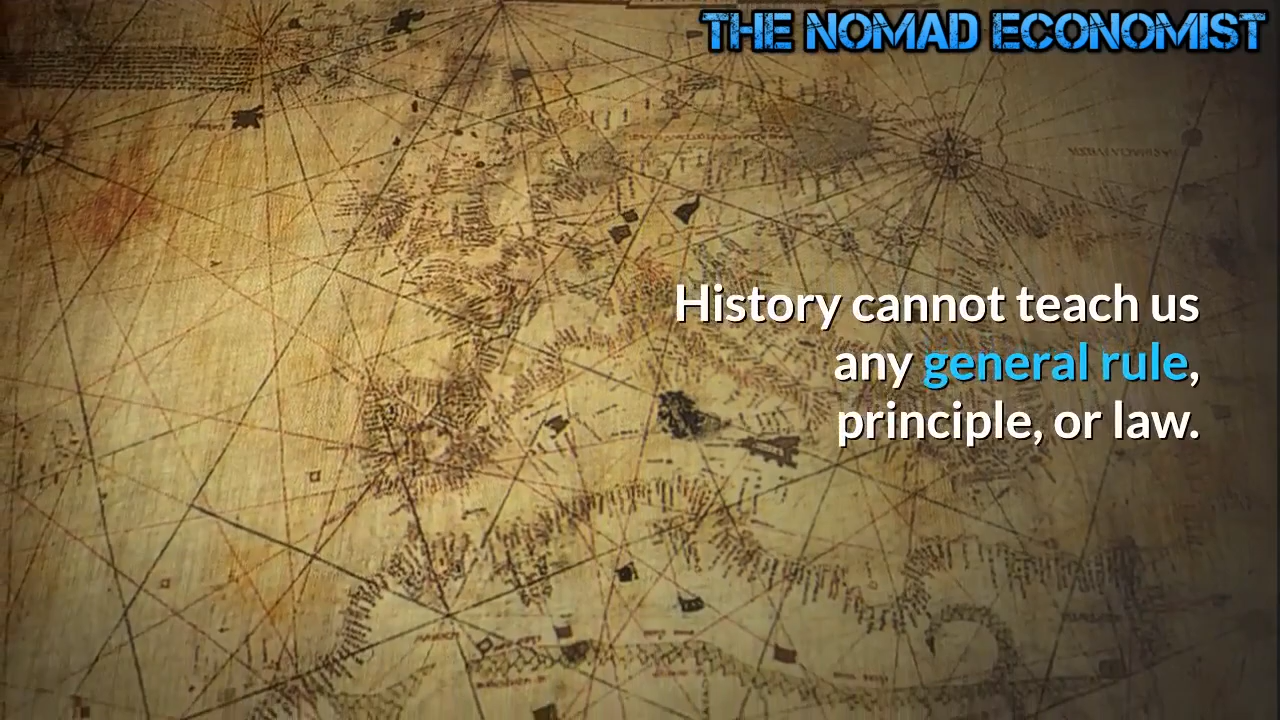 THE NOMAD ECONOMIST
History cannot teach us
any general rule,
principle, or law.